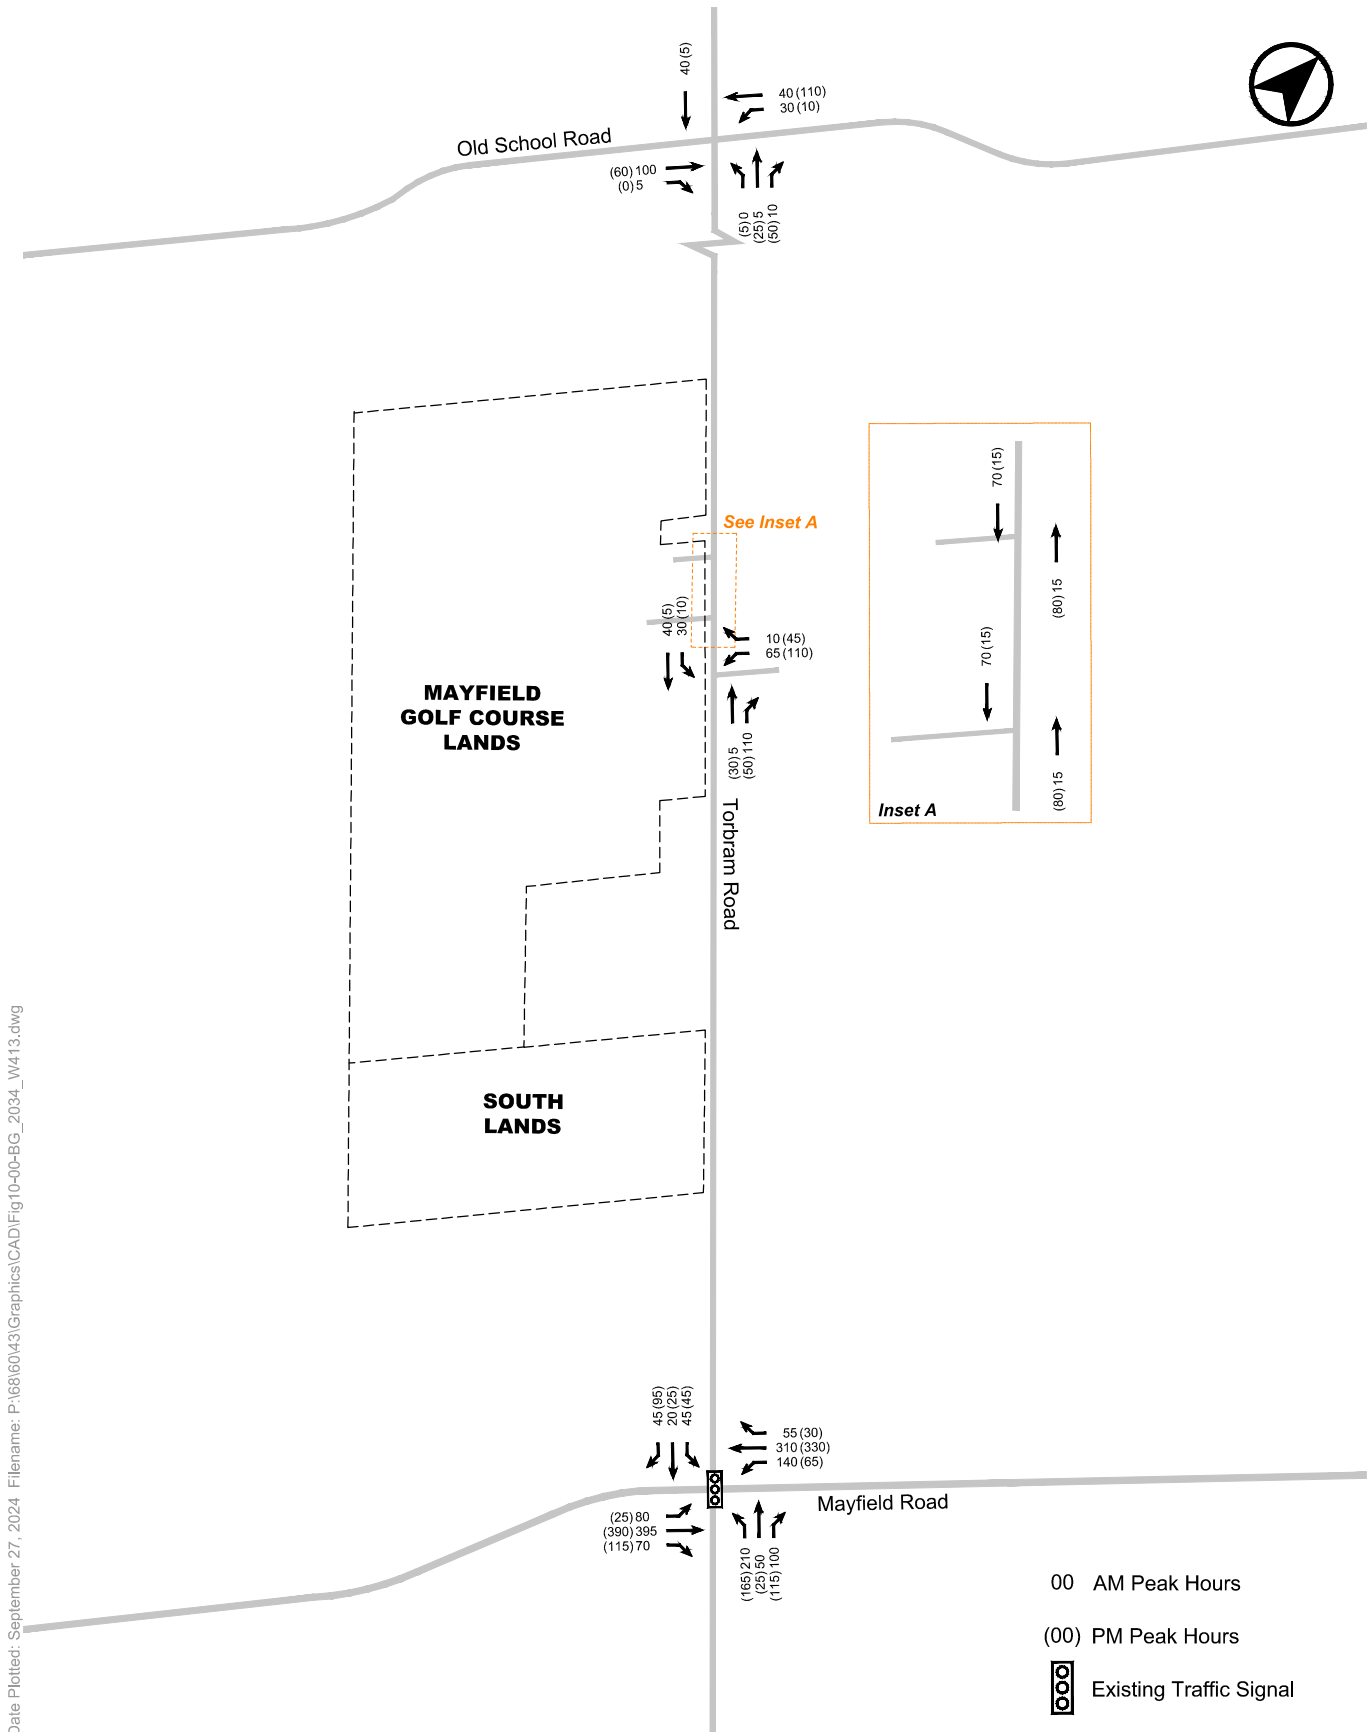 40 (5)
40 (110)
30 (10)
Old School Road
(60) 100
(0) 5
(5) 0
(25) 5
(50) 10
See Inset A
70 (15)
(80) 15
70 (15)
(80) 15
Inset A
40 (5)
30 (10)
10 (45)
65 (110)
(30) 5
(50) 110
MAYFIELD
GOLF COURSE
LANDS
Torbram Road
SOUTH
LANDS
45 (95)
20 (25)
45 (45)
55 (30)
310 (330)
140 (65)
Mayfield Road
(25) 80
(390) 395
(115) 70
(165) 210
(25) 50
(115) 100
00 AM Peak Hours
(00) PM Peak Hours
Existing Traffic Signal
Date Plotted: September 27, 2024 Filename: P:\68\60\43\Graphics\CAD\Fig10-00-BG_2034_W413.dwg